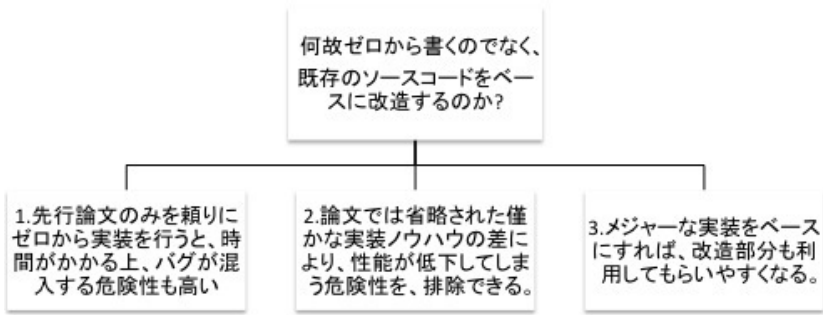 何故ゼロから書くのでなく、
既存のソースコードをベー
スに改造するのか?
1.先行論文のみを頼りに
ゼロから実装を行うと、時
間がかかる上、バグが混
入する危険性も高い
2.論文では省略された僅
かな実装ノウハウの差に
より、性能が低下してしま
う危険性を、排除できる。
3.メジャーな実装をベース
にすれば、改造部分も利
用してもらいやすくなる。